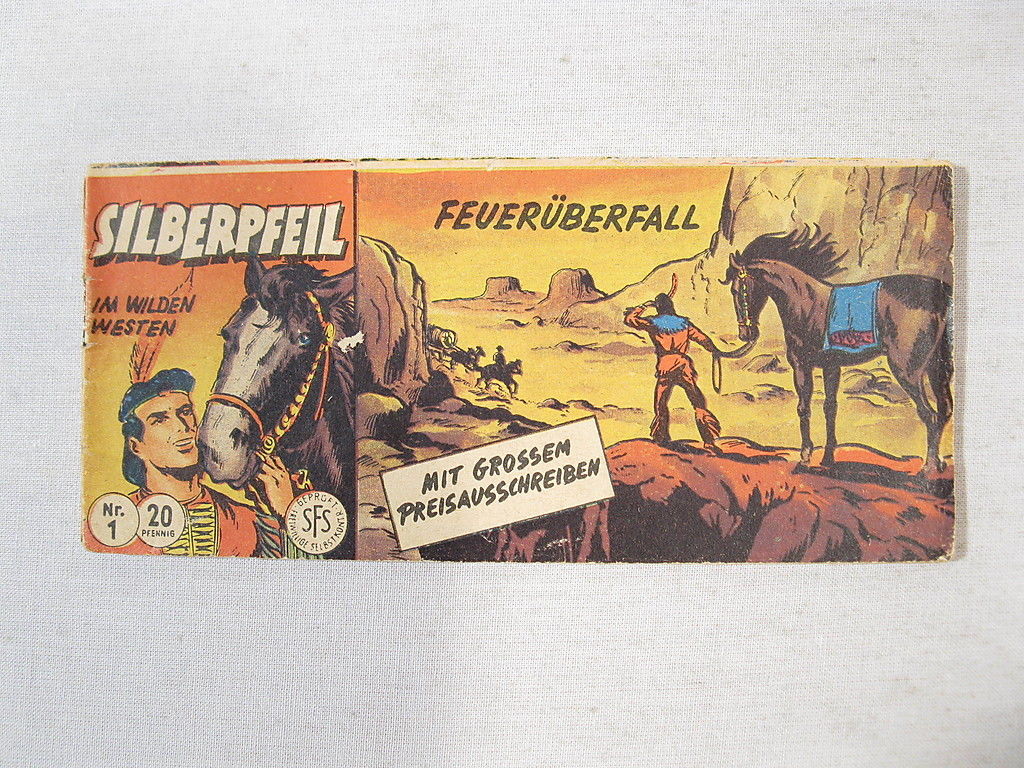 SILBERPFEIL
IM WILDEN
WESTEN
FEUERÜBERFALL
MIT GROSSEM
PREISAUSSCHREIBEN
Nr.
1
20
PFENNIG
SFS